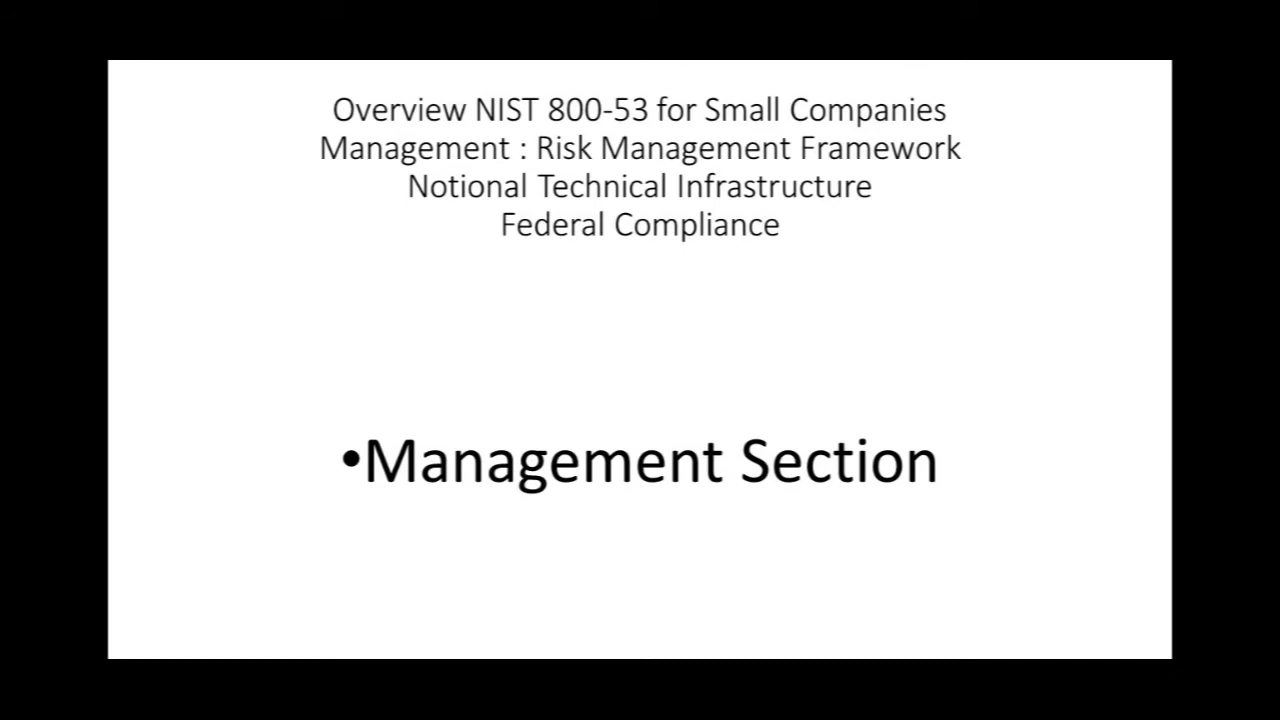 Overview NIST 800-53 for Small Companies
Management : Risk Management Framework
Notional Technical Infrastructure
Federal Compliance
•Management Section